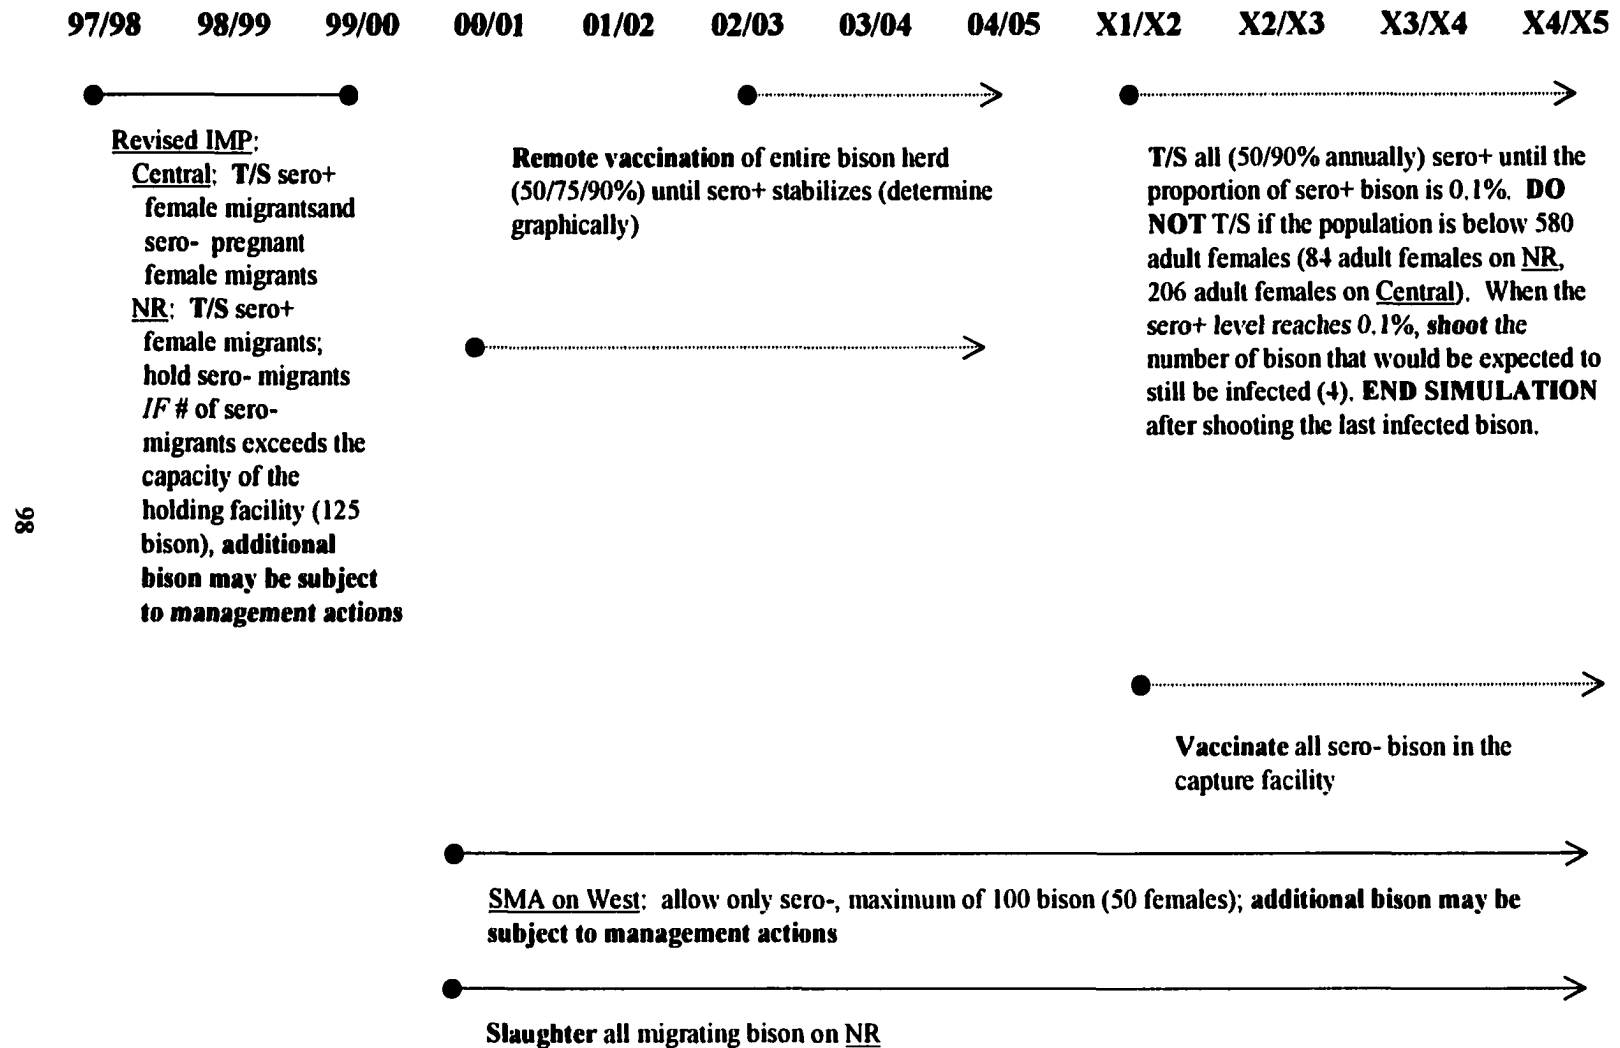 97/98 98/99 99/00 00/01 01/02 02/03 03/04 04/05 X1/X2 X2/X3 X3/X4 X4/X5
Revised IMP:
Central: T/S sero+
female migrantsand
sero- pregnant
female migrants
NR: T/S sero+
female migrants;
hold sero- migrants
IF # of sero-
migrants exceeds the
capacity of the
holding facility (125
bison), additional
bison may be subject
to management actions
Remote vaccination of entire bison herd
(50/75/90%) until sero+ stabilizes (determine
graphically)
T/S all (50/90% annually) sero+ until the
proportion of sero+ bison is 0.1%. DO
NOT T/S if the population is below 580
adult females (84 adult females on NR,
206 adult females on Central). When the
sero+ level reaches 0.1%, shoot the
number of bison that would be expected to
still be infected (4). END SIMULATION
after shooting the last infected bison.
Vaccinate all sero- bison in the
capture facility
SMA on West: allow only sero-, maximum of 100 bison (50 females); additional bison may be
subject to management actions
Slaughter all migrating bison on NR
98